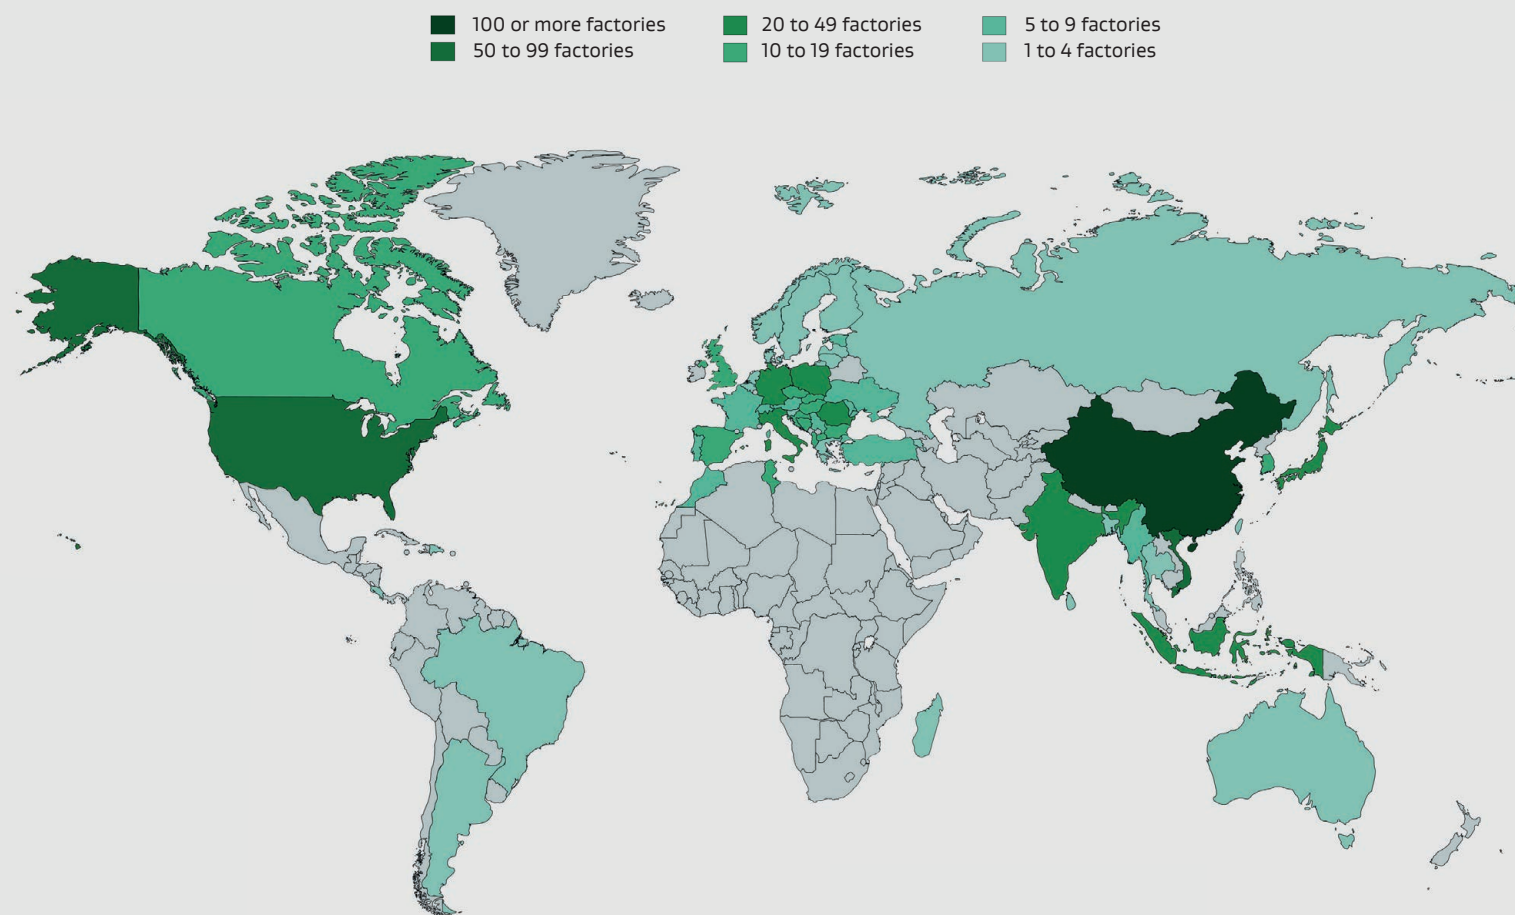 100 or more factories
50 to 99 factories
20 to 49 factories
10 to 19 factories
5 to 9 factories
1 to 4 factories